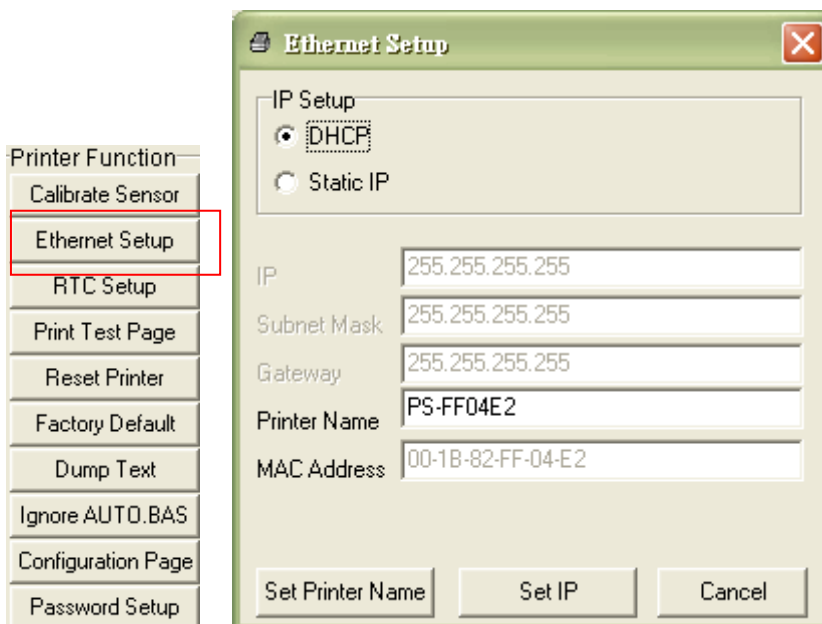 Printer Function
Calibrate Sensor
Ethernet Setup
RTC Setup
Print Test Page
Reset Printer
Factory Default
Dump Text
Ignore AUTO.BAS
Configuration Page
Password Setup
Ethernet Setup
IP Setup
DHCP
Static IP
IP 255.255.255.255
Subnet Mask 255.255.255.255
Gateway 255.255.255.255
Printer Name PS-FF04E2
MAC Address 00-1B-82-FF-04-E2
Set Printer Name Set IP Cancel